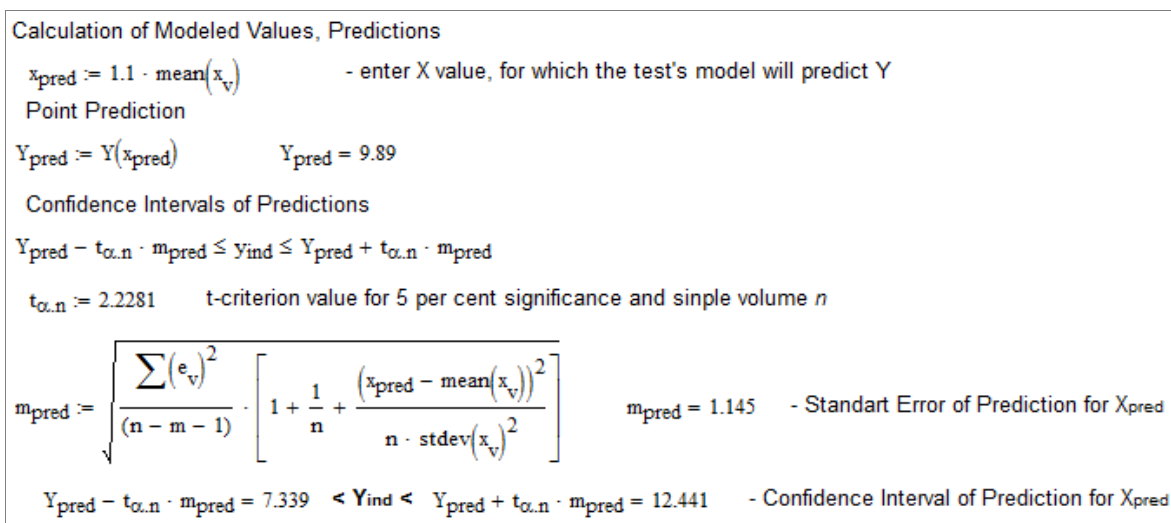 Calculation of Modeled Values, Predictions
x_pred := 1.1 · mean(x_v) - enter X value, for which the test's model will predict Y
Point Prediction
Y_pred := Y(x_pred) Y_pred = 9.89
Confidence Intervals of Predictions
Y_pred − t_α.n · m_pred ≤ y_ind ≤ Y_pred + t_α.n · m_pred
t_α.n := 2.2281 t-criterion value for 5 per cent significance and sinple volume n
m_pred := √( ∑(e_v)² / (n − m − 1) · [ 1 + 1/n + (x_pred − mean(x_v))² / (n · stdev(x_v)²) ] ) m_pred = 1.145 - Standart Error of Prediction for Xpred
Y_pred − t_α.n · m_pred = 7.339 < Yind < Y_pred + t_α.n · m_pred = 12.441 - Confidence Interval of Prediction for Xpred